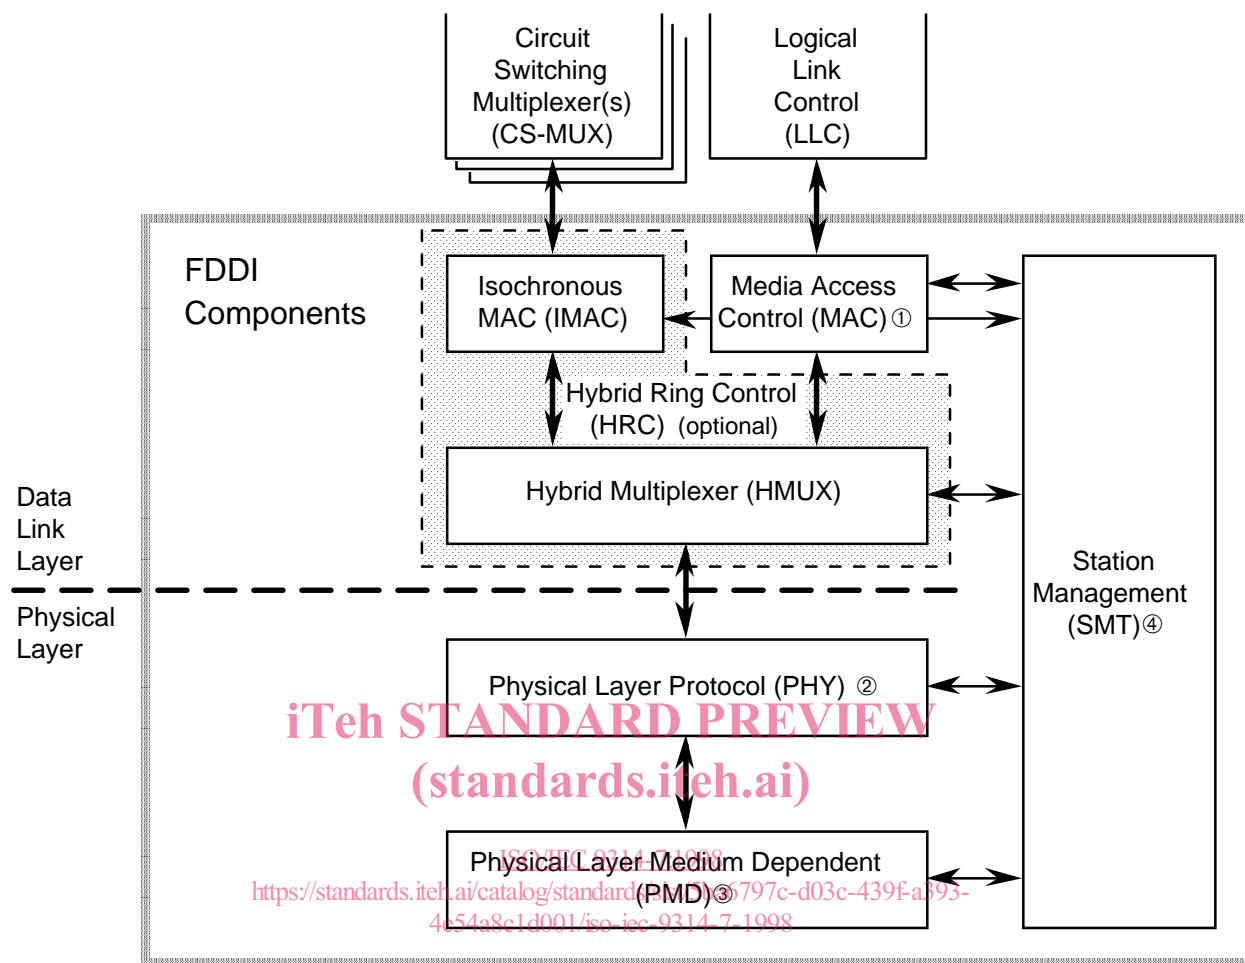 Circuit
Switching
Multiplexer(s)
(CS-MUX)
Logical
Link
Control
(LLC)
FDDI
Components
Isochronous
MAC (IMAC)
Media Access
Control (MAC) ①
Hybrid Ring Control
(HRC) (optional)
Hybrid Multiplexer (HMUX)
Data
Link
Layer
Physical
Layer
Station
Management
(SMT) ④
Physical Layer Protocol (PHY) ②
iTeh STANDARD PREVIEW
(standards.iteh.ai)
Physical Layer Medium Dependent
(PMD) ③
ISO/IEC 9314-7:1998
https://standards.iteh.ai/catalog/standards/sist/5ba6797c-d03c-439f-a393-
4e54a8c1d001/iso-iec-9314-7-1998